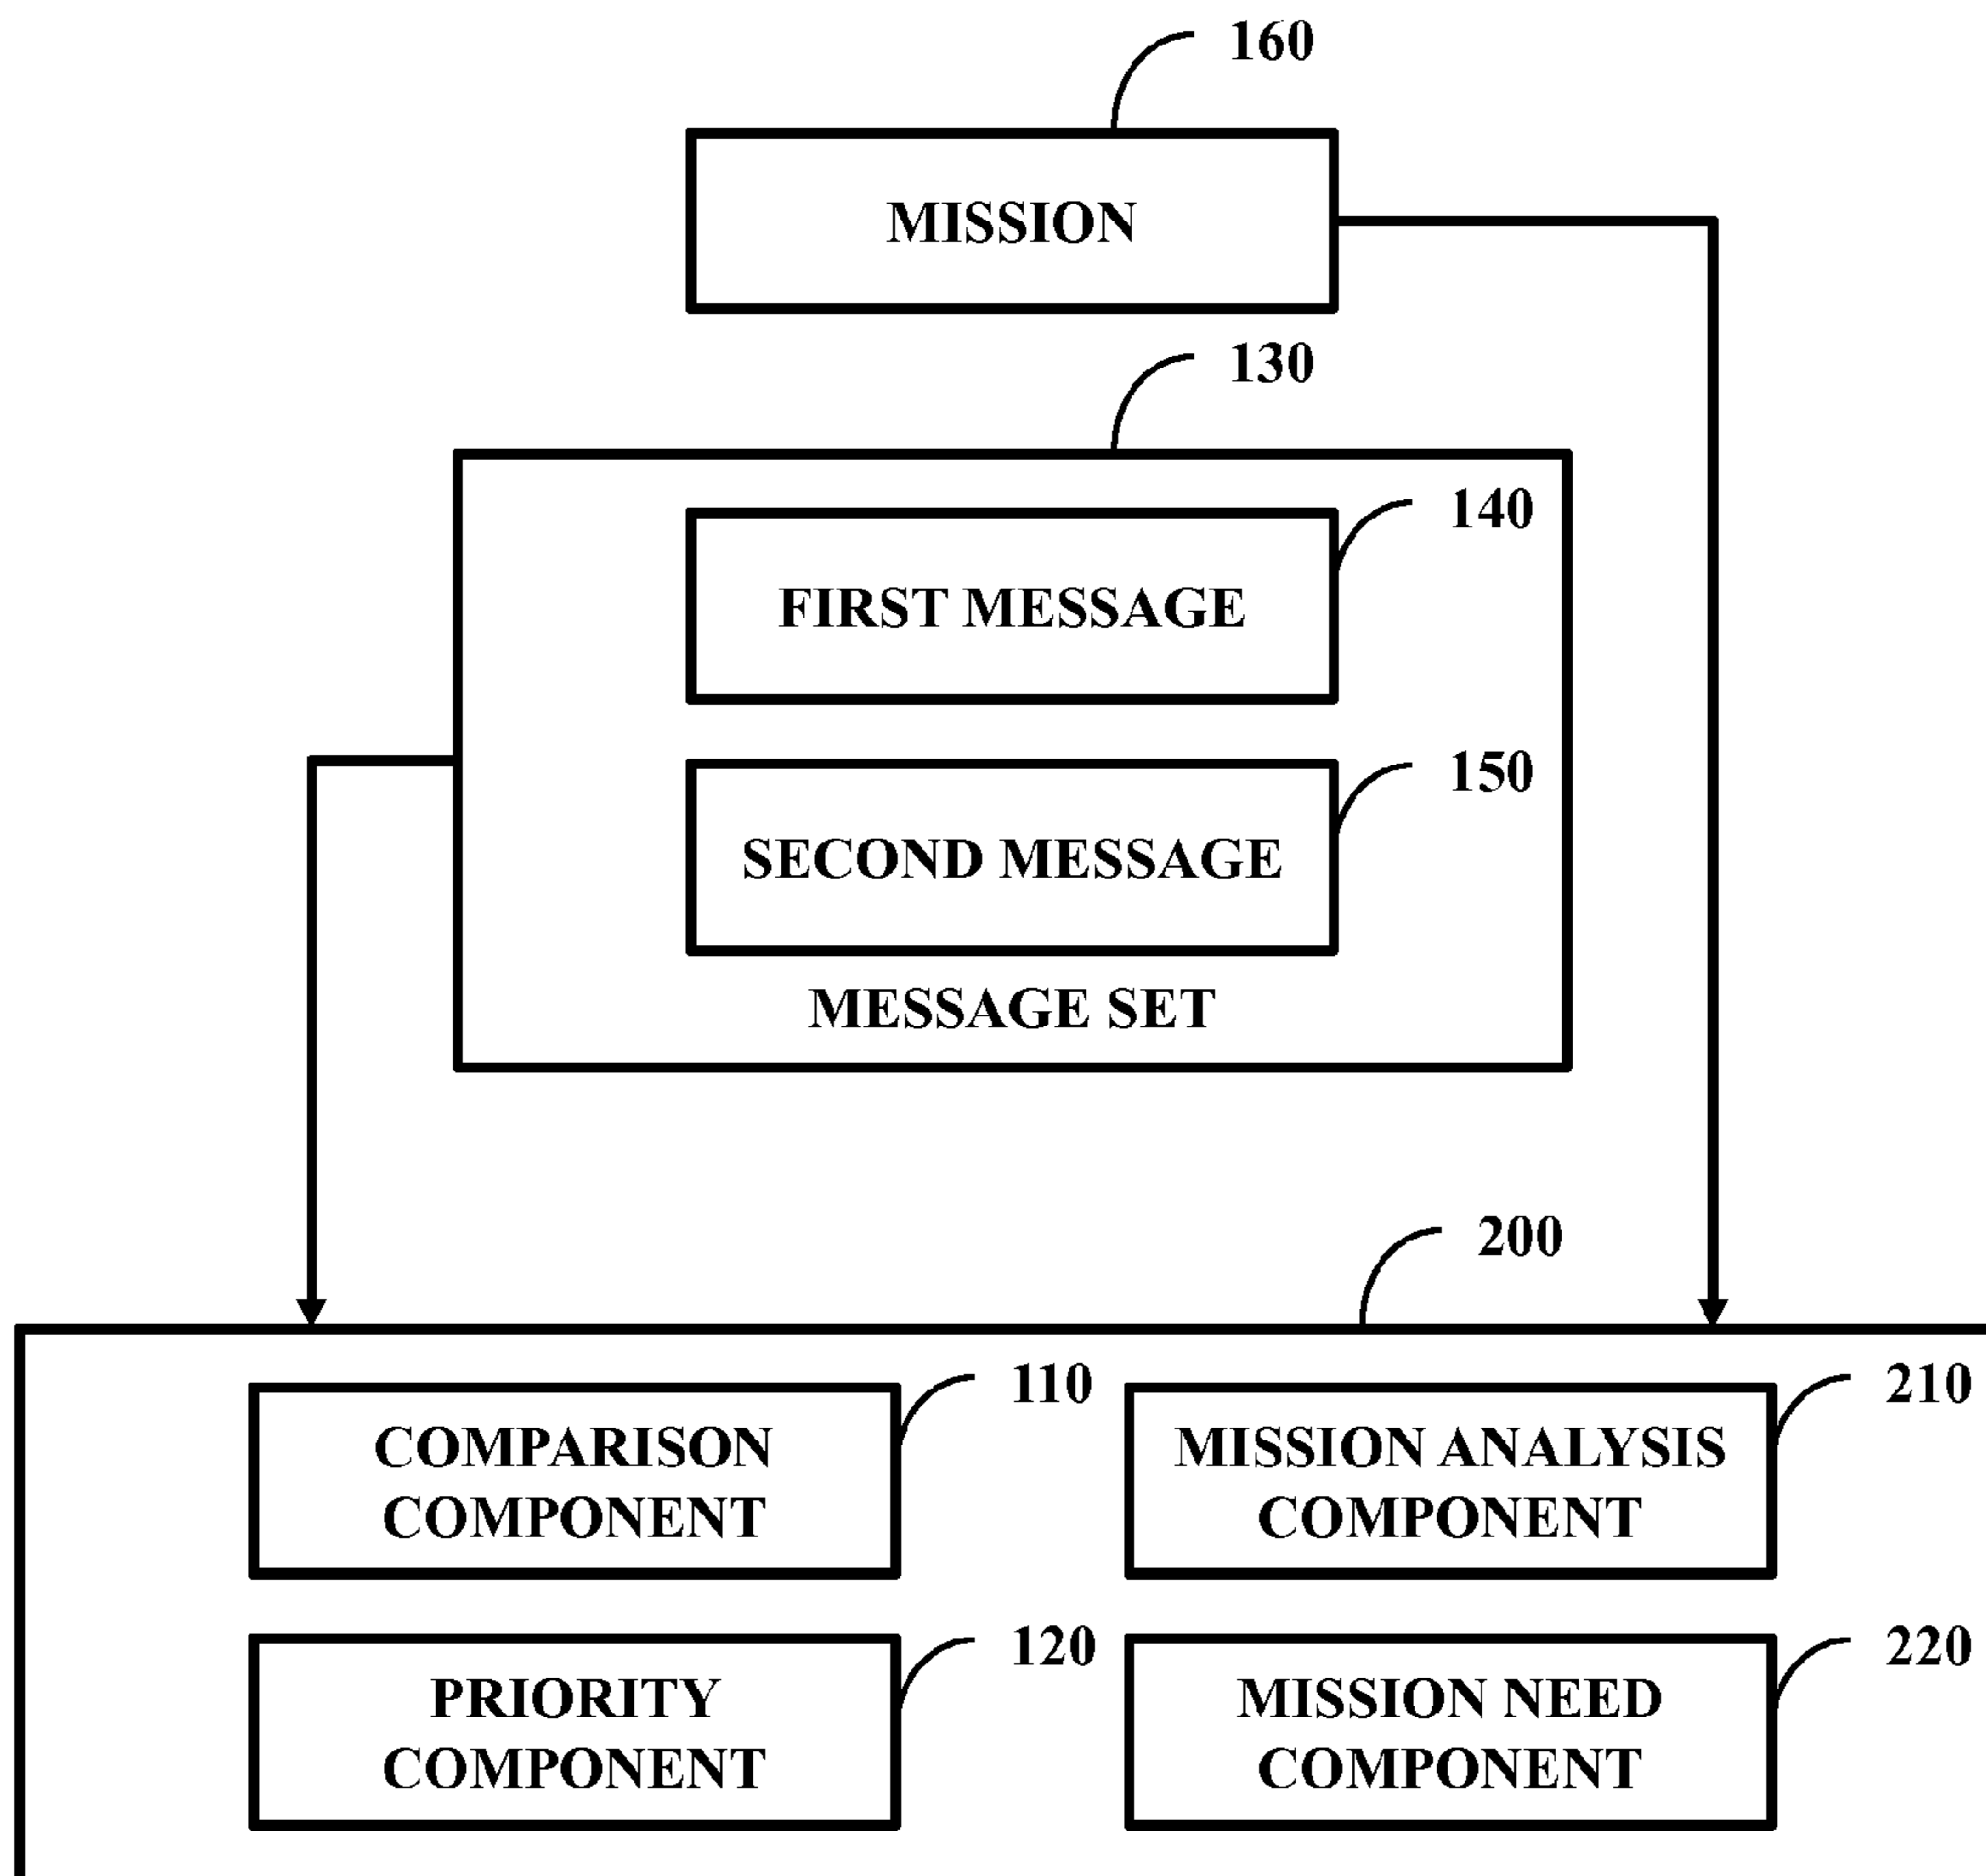 160
MISSION
130
140
FIRST MESSAGE
150
SECOND MESSAGE
MESSAGE SET
200
110
COMPARISON
COMPONENT
210
MISSION ANALYSIS
COMPONENT
120
PRIORITY
COMPONENT
220
MISSION NEED
COMPONENT